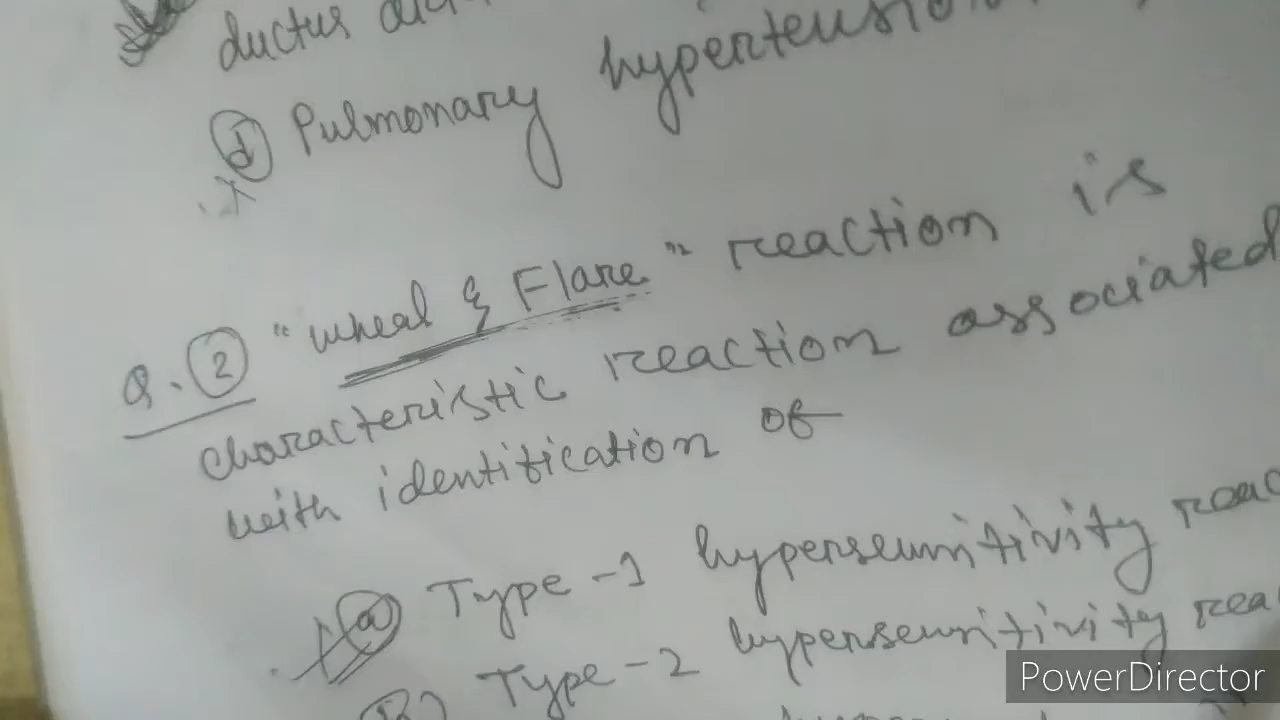 ductus
(d) Pulmonary hypertension
Q. (2) "wheal & Flare" reaction is
characteristic reaction associated
with identification of
(a) Type -1 hypersensitivity reac
(B) Type -2 hypersensitivity rea
PowerDirector